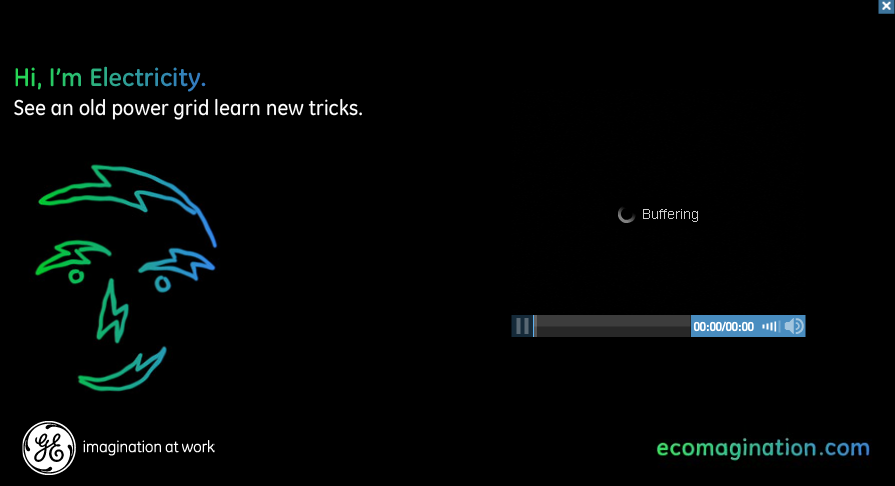 Hi, I'm Electricity.
See an old power grid learn new tricks.
Buffering
00:00/00:00
GE
imagination at work
ecomagination.com